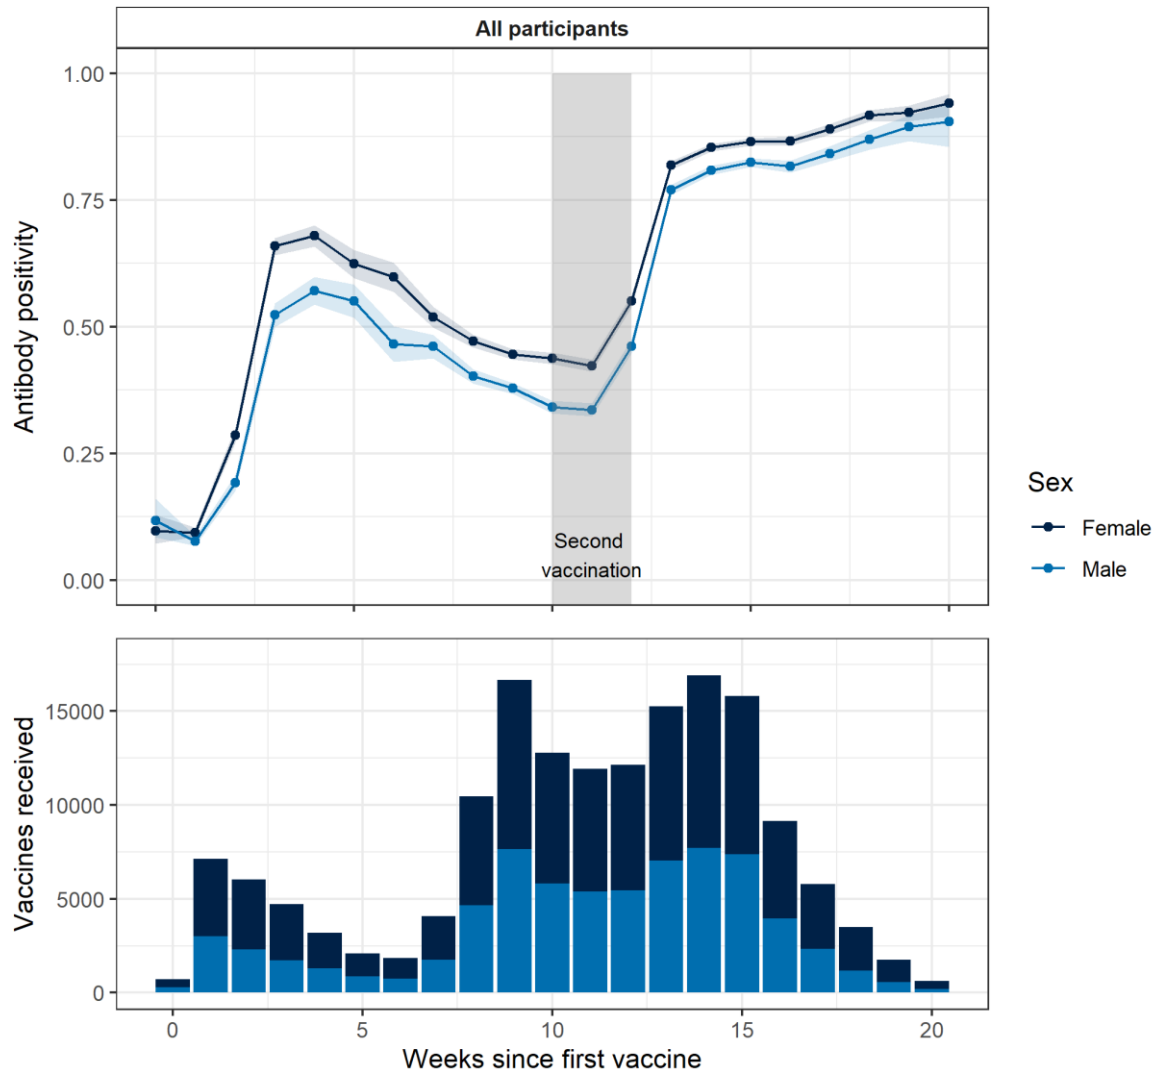 All participants
1.00
0.75
0.50
0.25
0.00
Antibody positivity
Second
vaccination
Sex
Female
Male
15000
10000
5000
0
Vaccines received
0 5 10 15 20
Weeks since first vaccine